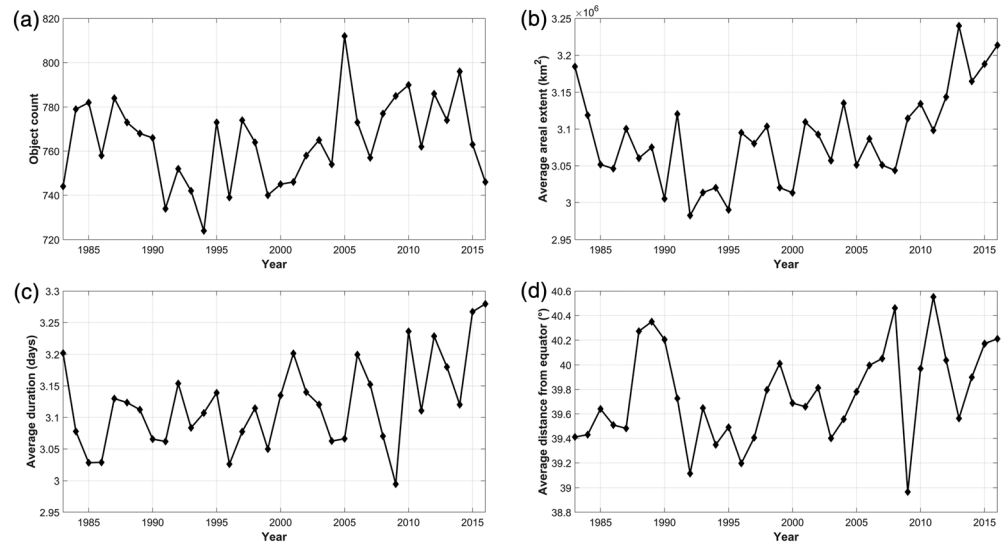 (a)
820
800
780
760
740
720
Object count
1985 1990 1995 2000 2005 2010 2015
Year
(b)
×10⁶
3.25
3.2
3.15
3.1
3.05
3
2.95
Average areal extent (km²)
1985 1990 1995 2000 2005 2010 2015
Year
(c)
3.3
3.25
3.2
3.15
3.1
3.05
3
2.95
Average duration (days)
1985 1990 1995 2000 2005 2010 2015
Year
(d)
40.6
40.4
40.2
40
39.8
39.6
39.4
39.2
39
38.8
Average distance from equator (°)
1985 1990 1995 2000 2005 2010 2015
Year